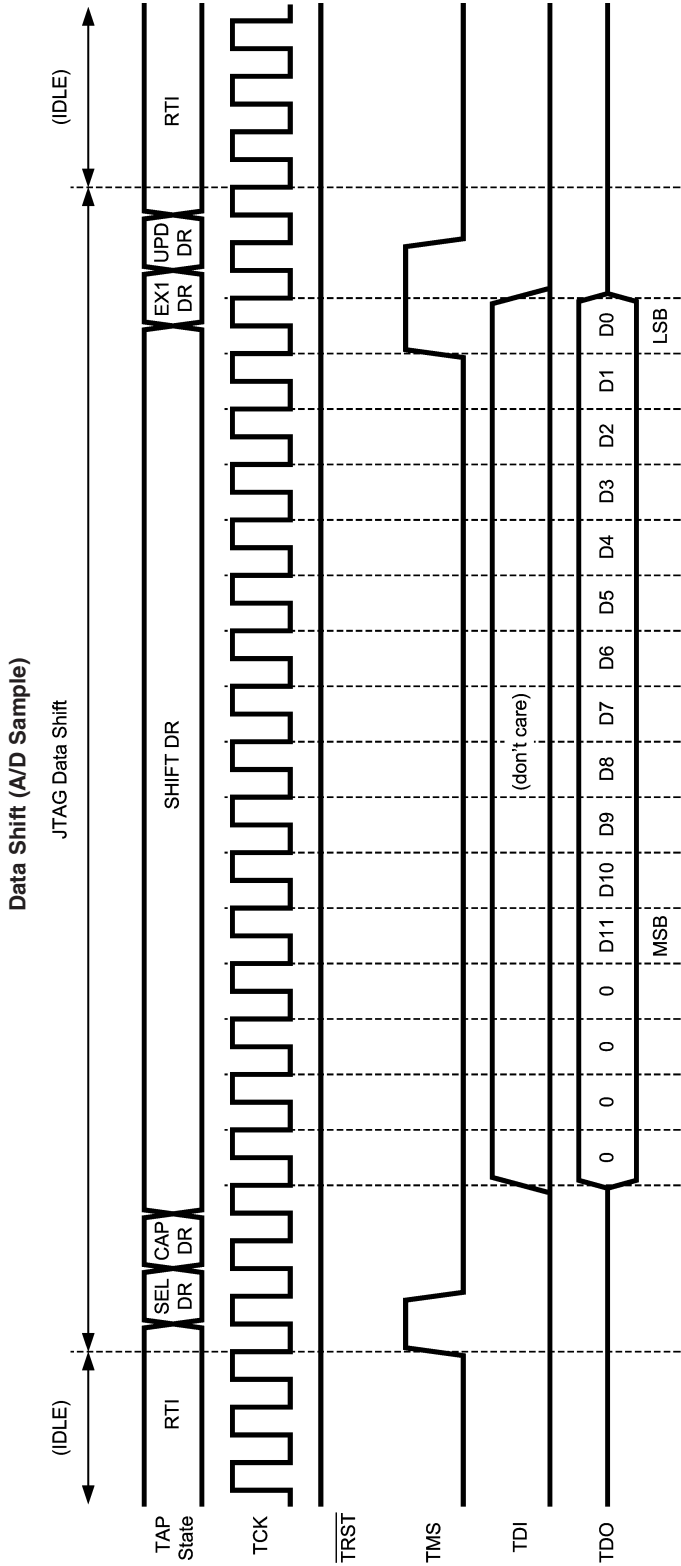 Data Shift (A/D Sample)
(IDLE)
JTAG Data Shift
(IDLE)
TAP
State
RTI
SEL
DR
CAP
DR
SHIFT DR
EX1
DR
UPD
DR
RTI
TCK
TRST
TMS
TDI
(don't care)
TDO
0
0
0
0
D11
D10
D9
D8
D7
D6
D5
D4
D3
D2
D1
D0
MSB
LSB